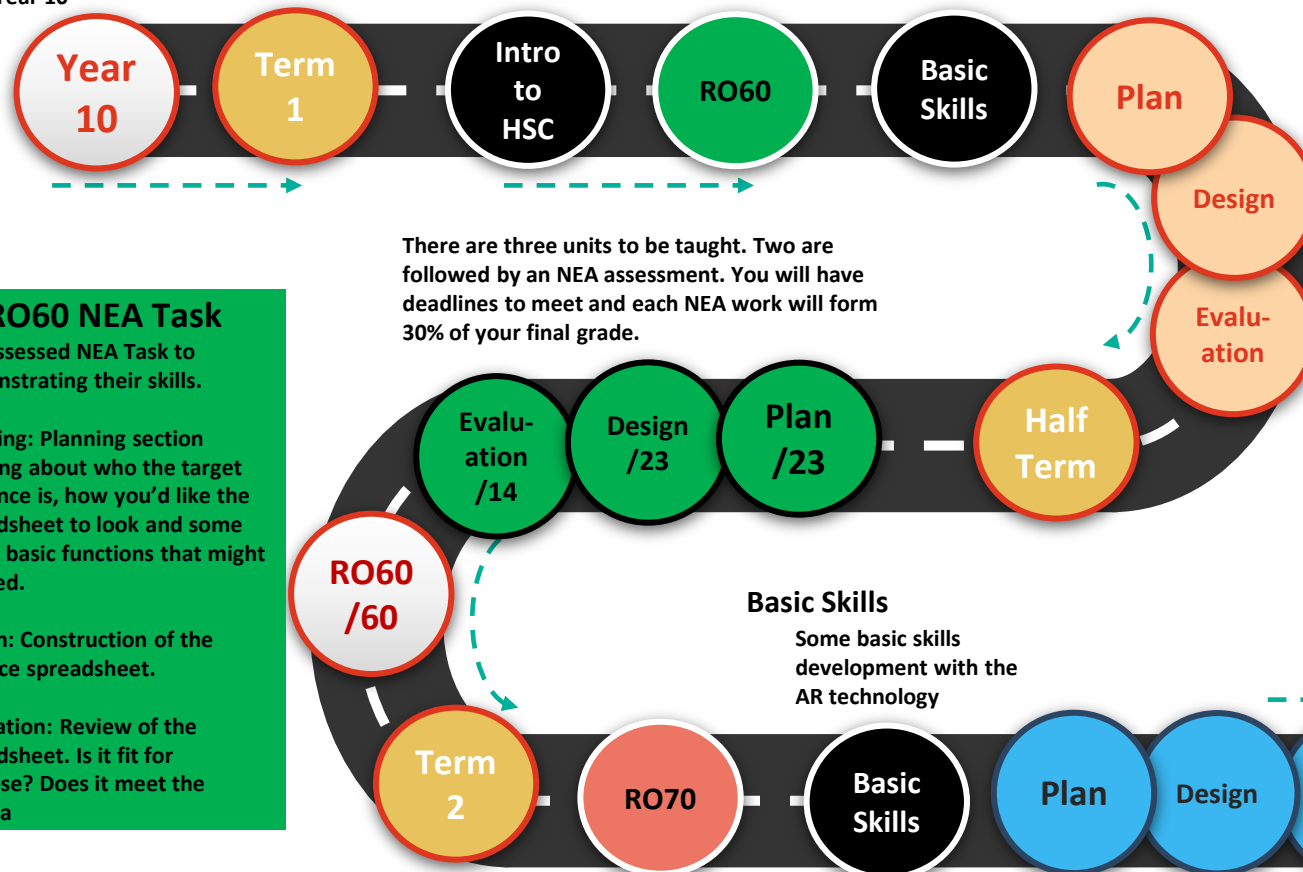 Year
10
Term
1
Intro
to
HSC
RO60
Basic
Skills
Plan
Design
Evalu-
ation
There are three units to be taught. Two are
followed by an NEA assessment. You will have
deadlines to meet and each NEA work will form
30% of your final grade.
Half
Term
Plan
/23
Design
/23
Evalu-
ation
/14
RO60
/60
RO60 NEA Task
ssessed NEA Task to
nstrating their skills.
ing: Planning section
ng about who the target
nce is, how you’d like the
dsheet to look and some
basic functions that might
ed.
n: Construction of the
ce spreadsheet.
ation: Review of the
dsheet. Is it fit for
se? Does it meet the
a
Basic Skills
Some basic skills
development with the
AR technology
Term
2
RO70
Basic
Skills
Plan
Design